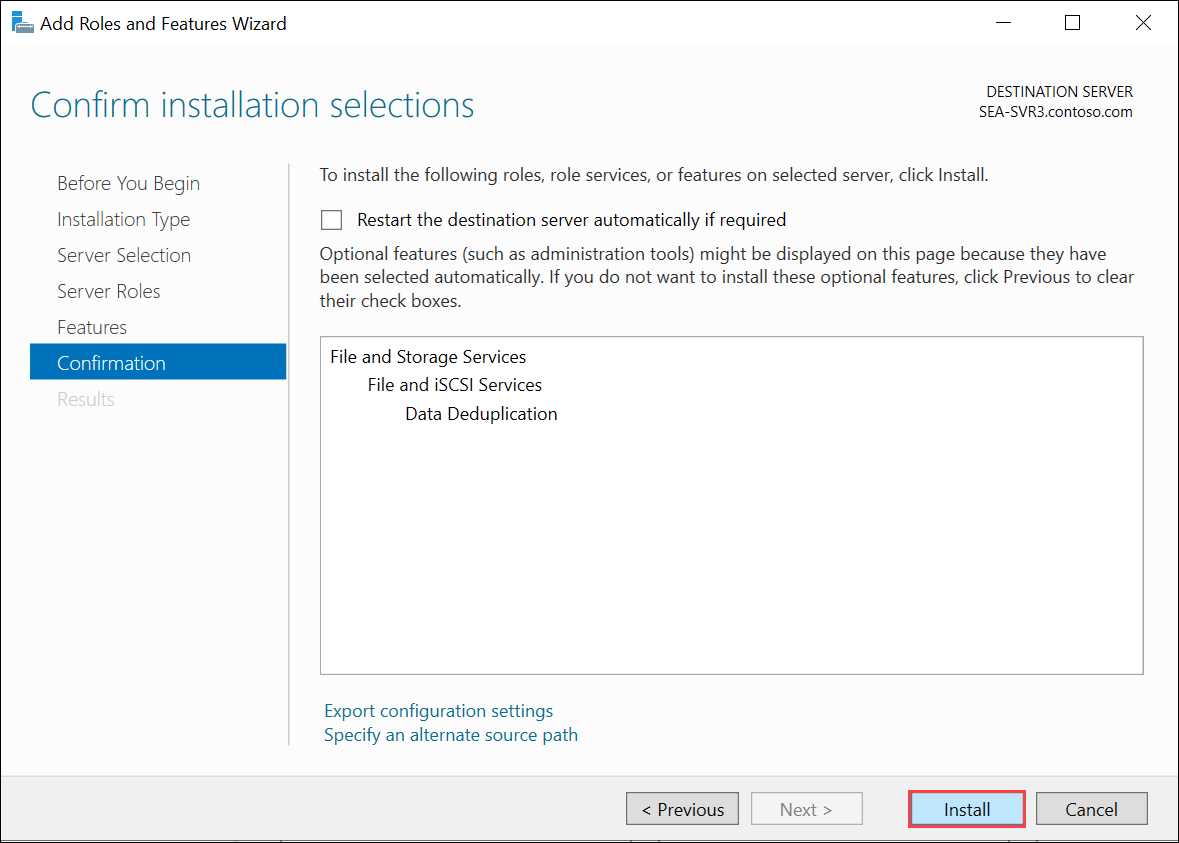 Add Roles and Features Wizard
Confirm installation selections
DESTINATION SERVER
SEA-SVR3.contoso.com
Before You Begin
Installation Type
Server Selection
Server Roles
Features
Confirmation
Results
To install the following roles, role services, or features on selected server, click Install.
Restart the destination server automatically if required
Optional features (such as administration tools) might be displayed on this page because they have
been selected automatically. If you do not want to install these optional features, click Previous to clear
their check boxes.
File and Storage Services
File and iSCSI Services
Data Deduplication
Export configuration settings
Specify an alternate source path
< Previous
Next >
Install
Cancel